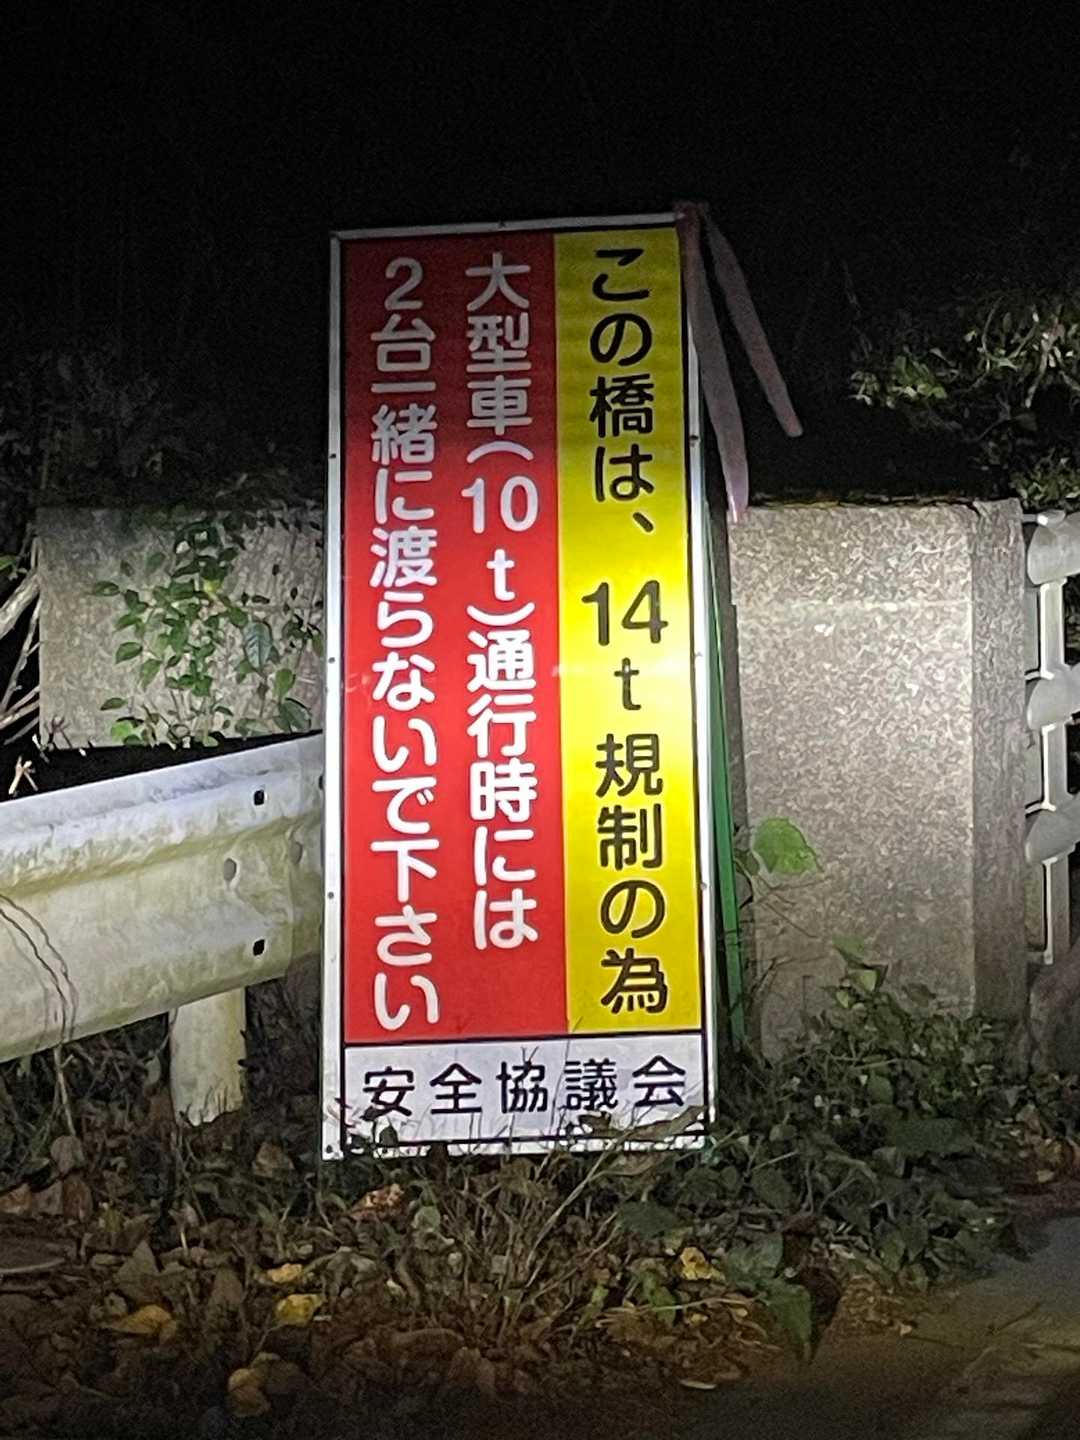 この橋は、14t規制の為
大型車(10t)通行時には
2台一緒に渡らないで下さい
安全協議会